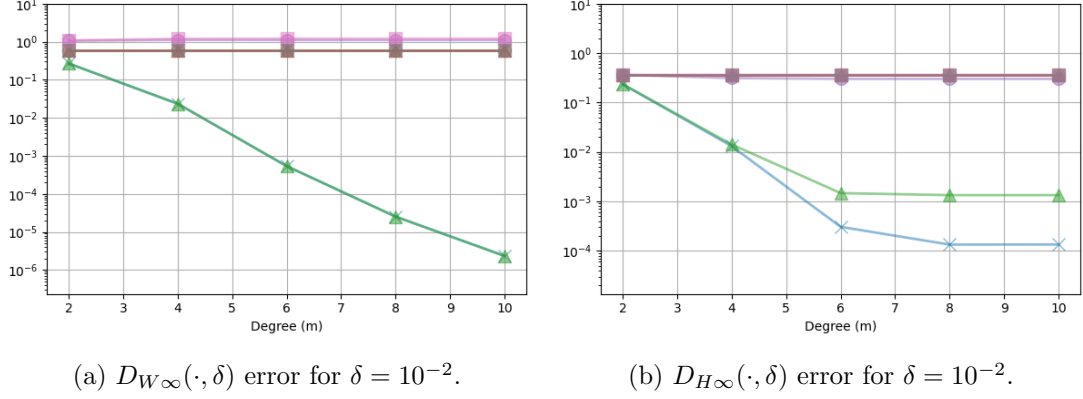 10^1
10^0
10^-1
10^-2
10^-3
10^-4
10^-5
10^-6
2 3 4 5 6 7 8 9 10
Degree (m)
10^1
10^0
10^-1
10^-2
10^-3
10^-4
2 3 4 5 6 7 8 9 10
Degree (m)
(a) D_{W∞}(·, δ) error for δ = 10^{-2}.
(b) D_{H∞}(·, δ) error for δ = 10^{-2}.